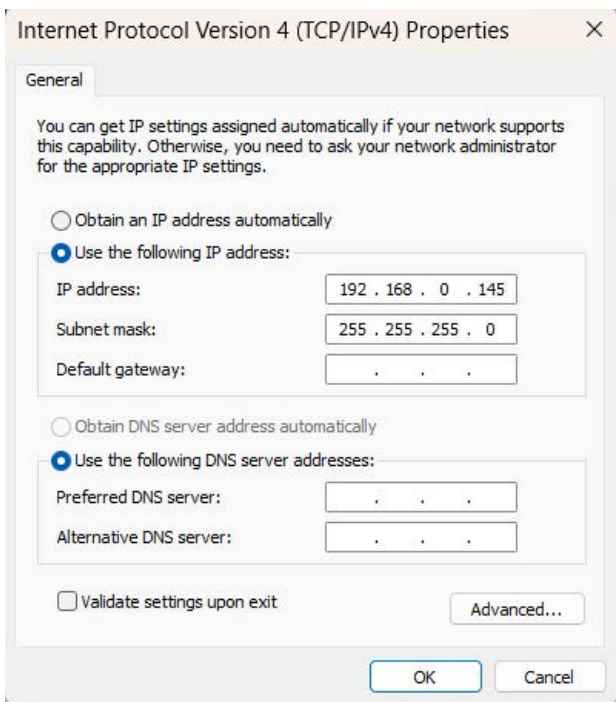 Internet Protocol Version 4 (TCP/IPv4) Properties
General
You can get IP settings assigned automatically if your network supports
this capability. Otherwise, you need to ask your network administrator
for the appropriate IP settings.
Obtain an IP address automatically
Use the following IP address:
IP address: 192 . 168 . 0 . 145
Subnet mask: 255 . 255 . 255 . 0
Default gateway: . . .
Obtain DNS server address automatically
Use the following DNS server addresses:
Preferred DNS server: . . .
Alternative DNS server: . . .
Validate settings upon exit
Advanced...
OK Cancel